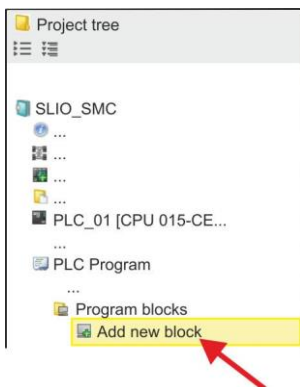 Project tree
SLIO_SMC
...
...
...
...
PLC_01 [CPU 015-CE...
...
PLC Program
...
Program blocks
Add new block